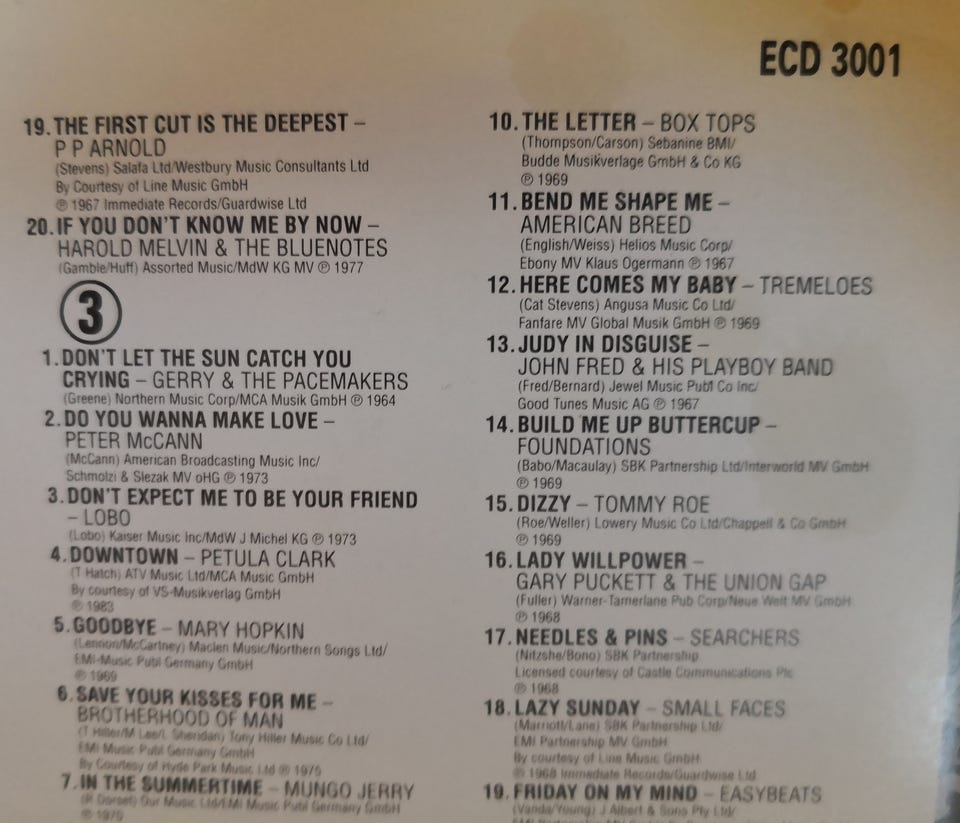 ECD 3001
19. THE FIRST CUT IS THE DEEPEST –
P P ARNOLD
(Stevens) Salafa Ltd/Westbury Music Consultants Ltd
By Courtesy of Line Music GmbH
℗ 1967 Immediate Records/Guardwise Ltd
20. IF YOU DON'T KNOW ME BY NOW –
HAROLD MELVIN & THE BLUENOTES
(Gamble/Huff) Assorted Music/MdW KG MV ℗ 1977
3
1. DON'T LET THE SUN CATCH YOU
CRYING – GERRY & THE PACEMAKERS
(Greene) Northern Music Corp/MCA Musik GmbH ℗ 1964
2. DO YOU WANNA MAKE LOVE –
PETER McCANN
(McCann) American Broadcasting Music Inc/
Schmolzi & Slezak MV oHG ℗ 1973
3. DON'T EXPECT ME TO BE YOUR FRIEND
– LOBO
(Lobo) Kaiser Music Inc/MdW J Michel KG ℗ 1973
4. DOWNTOWN – PETULA CLARK
(T Hatch) ATV Music Ltd/MCA Music GmbH
By courtesy of VS-Musikverlag GmbH
℗ 1983
5. GOODBYE – MARY HOPKIN
(Lennon/McCartney) Maclen Music/Northern Songs Ltd/
EMI-Music Publ Germany GmbH
℗ 1969
6. SAVE YOUR KISSES FOR ME –
BROTHERHOOD OF MAN
(T Hiller/M Lee/L Sheridan) Tony Hiller Music Co Ltd/
EMI Music Publ Germany GmbH
By Courtesy of Hyde Park Music Ltd ℗ 1975
7. IN THE SUMMERTIME – MUNGO JERRY
(R Dorset) Our Music Ltd/EMI Music Publ Germany GmbH
℗ 1970
10. THE LETTER – BOX TOPS
(Thompson/Carson) Sebanine BMI/
Budde Musikverlage GmbH & Co KG
℗ 1969
11. BEND ME SHAPE ME –
AMERICAN BREED
(English/Weiss) Helios Music Corp/
Ebony MV Klaus Ogermann ℗ 1967
12. HERE COMES MY BABY – TREMELOES
(Cat Stevens) Angusa Music Co Ltd/
Fanfare MV Global Musik GmbH ℗ 1969
13. JUDY IN DISGUISE –
JOHN FRED & HIS PLAYBOY BAND
(Fred/Bernard) Jewel Music Publ Co Inc/
Good Tunes Music AG ℗ 1967
14. BUILD ME UP BUTTERCUP –
FOUNDATIONS
(Babo/Macaulay) SBK Partnership Ltd/Interworld MV GmbH
℗ 1969
15. DIZZY – TOMMY ROE
(Roe/Weller) Lowery Music Co Ltd/Chappell & Co GmbH
℗ 1969
16. LADY WILLPOWER –
GARY PUCKETT & THE UNION GAP
(Fuller) Warner-Tamerlane Pub Corp/Neue Welt MV GmbH
℗ 1968
17. NEEDLES & PINS – SEARCHERS
(Nitzshe/Bono) SBK Partnership
Licensed courtesy of Castle Communications Plc
℗ 1968
18. LAZY SUNDAY – SMALL FACES
(Marriott/Lane) SBK Partnership Ltd/
EMI Partnership MV GmbH
By courtesy of Line Music GmbH
℗ 1968 Immediate Records/Guardwise Ltd
19. FRIDAY ON MY MIND – EASYBEATS
(Vanda/Young) J Albert & Sons Pty Ltd/